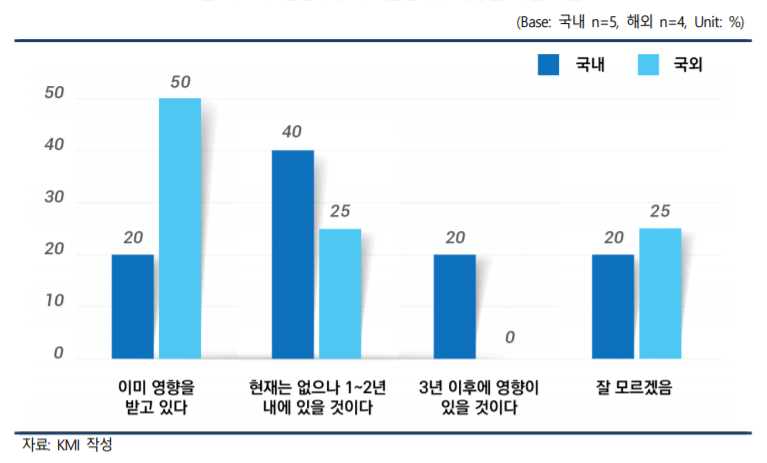 (Base: 국내 n=5, 해외 n=4, Unit: %)
국내 국외
50
40
30
20
10
0
20 50
40 25
20 0
20 25
이미 영향을
받고 있다
현재는 없으나 1~2년
내에 있을 것이다
3년 이후에 영향이
있을 것이다
잘 모르겠음
자료: KMI 작성